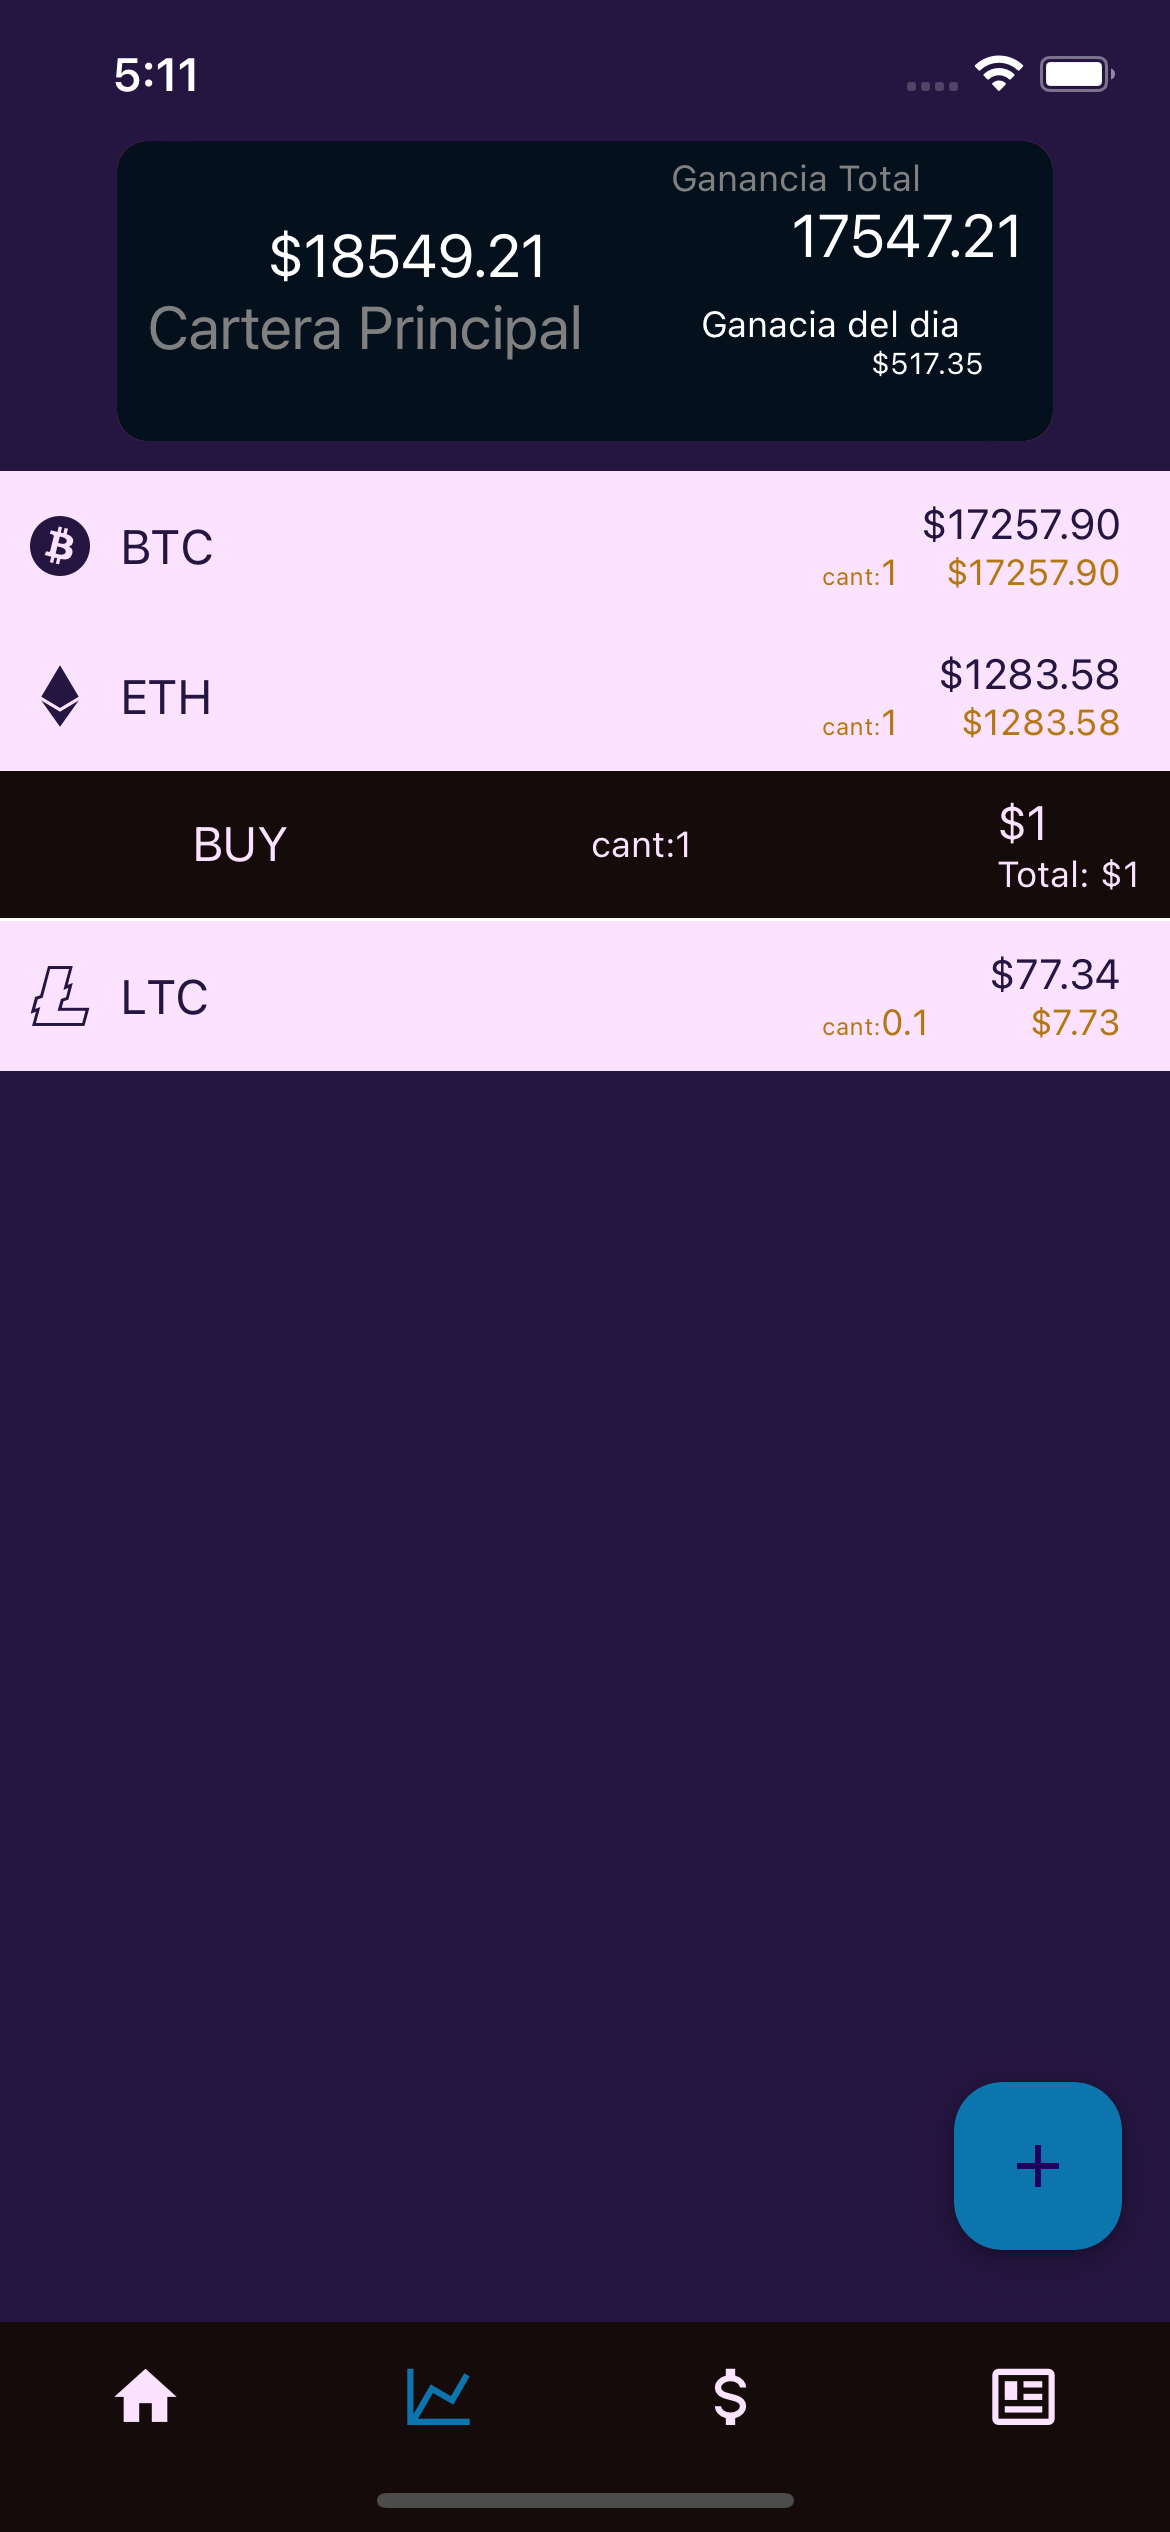 5:11
$18549.21
Cartera Principal
Ganancia Total
17547.21
Ganacia del dia
$517.35
BTC
$17257.90
cant:1 $17257.90
ETH
$1283.58
cant:1 $1283.58
BUY cant:1 $1
Total: $1
LTC
$77.34
cant:0.1 $7.73